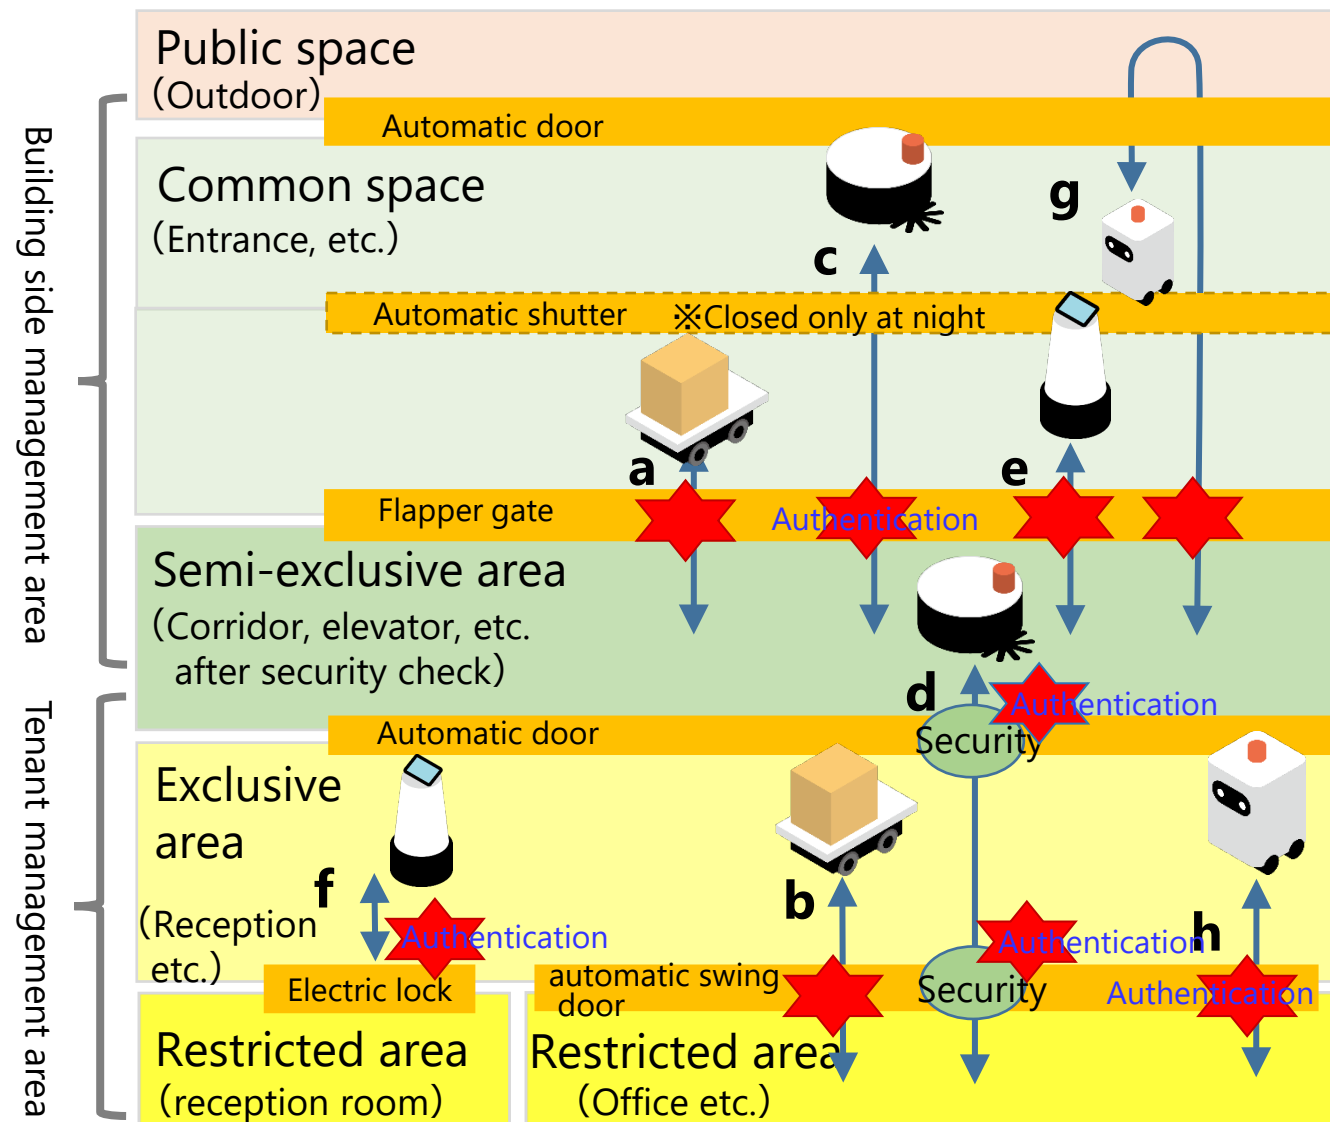 Public space
（Outdoor）
Automatic door
Building side management area
Common space
（Entrance, etc.）
g
c
Automatic shutter ※Closed only at night
a
e
Flapper gate
Authentication
Semi-exclusive area
（Corridor, elevator, etc.
after security check）
d
Authentication
Automatic door
Security
Tenant management area
Exclusive
area
f
b
（Reception
etc.）
Authentication
Authentication
h
automatic swing
door
Electric lock
Security
Authentication
Restricted area
（reception room）
Restricted area
（Office etc.）